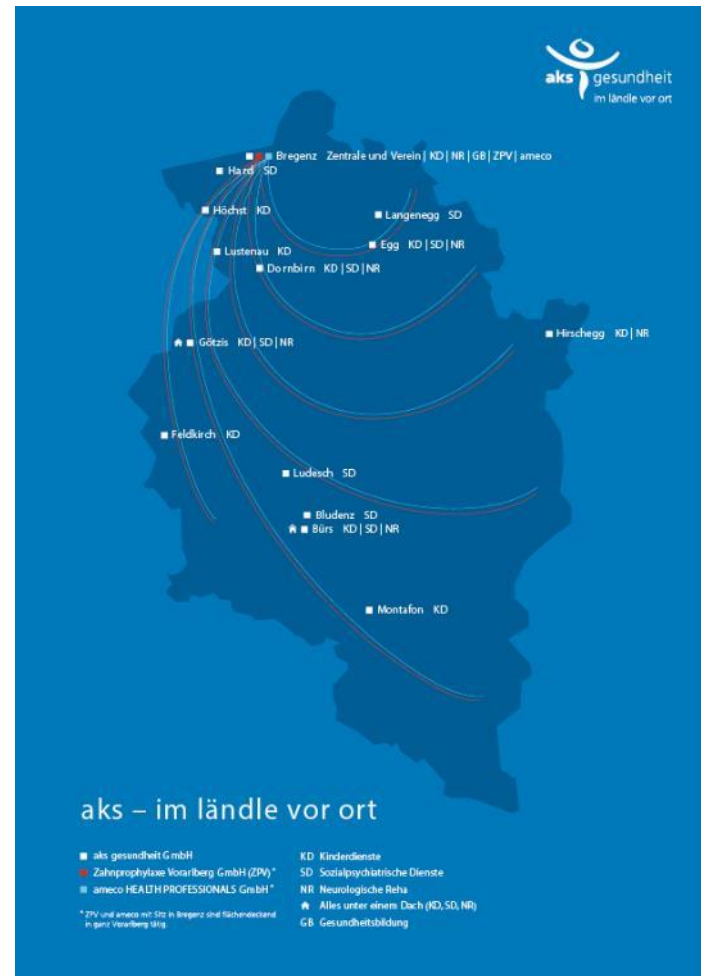 aks gesundheit
im ländle vor ort
Bregenz Zentrale und Verein | KD | NR | GB | ZPV | ameco
Hard SD
Höchst KD
Langenegg SD
Egg KD | SD | NR
Lustenau KD
Dornbirn KD | SD | NR
Hirschegg KD | NR
Götzis KD | SD | NR
Feldkirch KD
Ludesch SD
Bludenz SD
Bürs KD | SD | NR
Montafon KD
aks – im ländle vor ort
aks gesundheit GmbH
Zahnprophylaxe Vorarlberg GmbH (ZPV) *
ameco HEALTH PROFESSIONALS GmbH *
* ZPV und ameco mit Sitz in Bregenz sind flächendeckend
in ganz Vorarlberg tätig.
KD Kinderdienste
SD Sozialpsychiatrische Dienste
NR Neurologische Reha
Alles unter einem Dach (KD, SD, NR)
GB Gesundheitsbildung